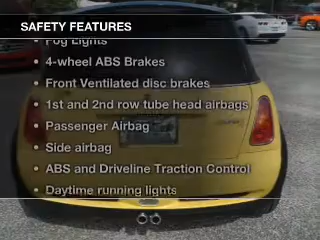 SAFETY FEATURES
• Fog Lights
• 4-wheel ABS Brakes
• Front Ventilated disc brakes
• 1st and 2nd row tube head airbags
• Passenger Airbag
• Side airbag
• ABS and Driveline Traction Control
• Daytime running lights